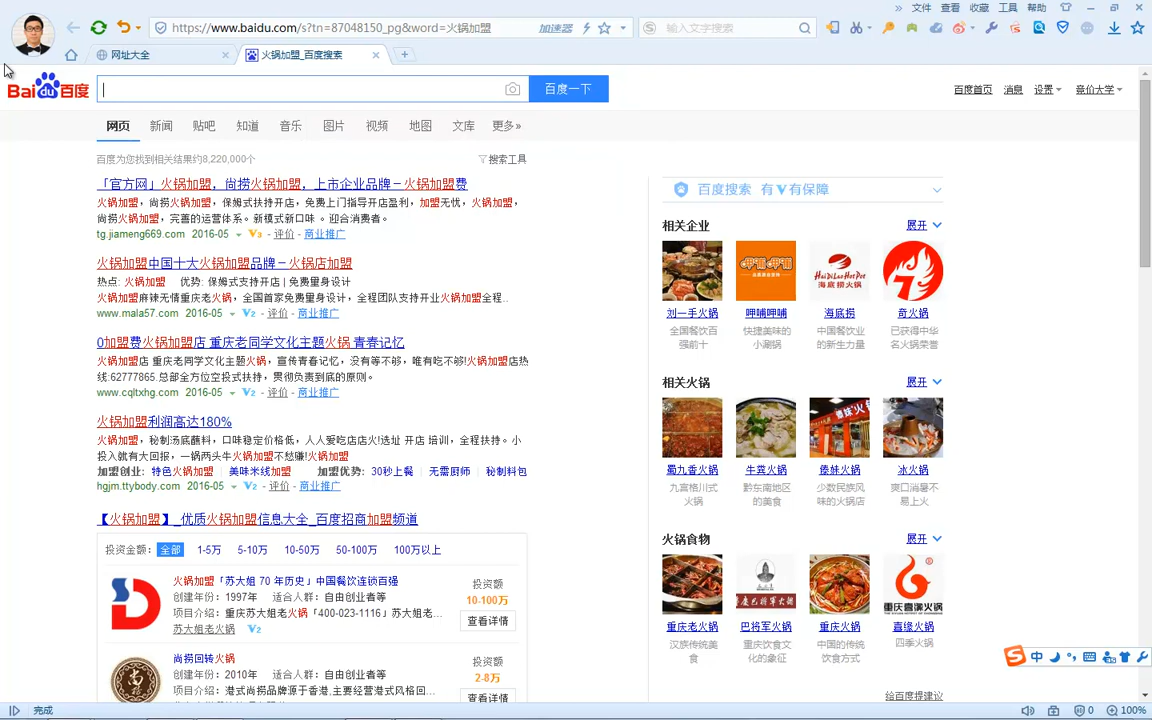 文件 查看 收藏 工具 帮助
https://www.baidu.com/s?tn=87048150_pg&word=火锅加盟 加速器
输入文字搜索
网址大全
火锅加盟_百度搜索
Bai du 百度
百度一下
百度首页 消息 设置 竞价大学
网页 新闻 贴吧 知道 音乐 图片 视频 地图 文库 更多»
百度为您找到相关结果约8,220,000个
搜索工具
「官方网」火锅加盟，尚捞火锅加盟，上市企业品牌－火锅加盟费
火锅加盟，尚捞火锅加盟，保姆式扶持开店，免费上门指导开店盈利，加盟无忧，火锅加盟，
尚捞火锅加盟，完善的运营体系。新模式新口味 。迎合消费者。
tg.jiameng669.com 2016-05 V3 - 评价 - 商业推广
火锅加盟中国十大火锅加盟品牌－火锅店加盟
热点: 火锅加盟 优势: 保姆式支持开店 | 免费量身设计
火锅加盟麻辣无情重庆老火锅，全国首家免费量身设计，全程团队支持开业火锅加盟全程..
www.mala57.com 2016-05 V2 - 评价 - 商业推广
0加盟费火锅加盟店 重庆老同学文化主题火锅 青春记忆
火锅加盟店 重庆老同学文化主题火锅，宣传青春记忆，没有等不够，唯有吃不够!火锅加盟店热
线:62777865.总部全方位空投式扶持，贯彻负责到底的原则。
www.cqltxhg.com 2016-05 V2 - 评价 - 商业推广
火锅加盟利润高达180%
火锅加盟，秘制汤底蘸料，口味稳定价格低，人人爱吃店店火!选址 开店 培训，全程扶持。小
投入就有大回报，一锅两头牛火锅加盟不愁赚!火锅加盟
加盟创业: 特色火锅加盟 美味米线加盟 加盟优势: 30秒上餐 无需厨师 秘制料包
hgjm.ttybody.com 2016-05 V2 - 评价 - 商业推广
【火锅加盟】_优质火锅加盟信息大全_百度招商加盟频道
投资金额: 全部 1-5万 5-10万 10-50万 50-100万 100万以上
火锅加盟「苏大姐 70 年历史」中国餐饮连锁百强
创建年份: 1997年 适合人群: 自由创业者等
项目介绍: 重庆苏大姐老火锅「400-023-1116」苏大姐老...
苏大姐老火锅 V2
投资额
10-100万
查看详情
尚捞回转火锅
创建年份: 2010年 适合人群: 自由创业者等
项目介绍: 港式尚捞品牌源于香港,主要经营港式风格回...
投资额
2-8万
查看详情
百度搜索 有V有保障
相关企业 展开
刘一手火锅 呷哺呷哺 海底捞 奇火锅
全国餐饮百 快捷美味的 中国餐饮业 已获得中华
强前十 小涮锅 的新生力量 名火锅荣誉
相关火锅 展开
蜀九香火锅 牛粪火锅 傣妹火锅 冰火锅
九宫格川式 黔东南地区 少数民族风 爽口消暑不
火锅 的美食 味的火锅店 易上火
火锅食物 展开
重庆老火锅 巴将军火锅 重庆火锅 喜缘火锅
汉族传统美 重庆饮食文 中国的传统 四季火锅
食 化的象征 饮食方式
给百度提建议
中
完成
0 100%